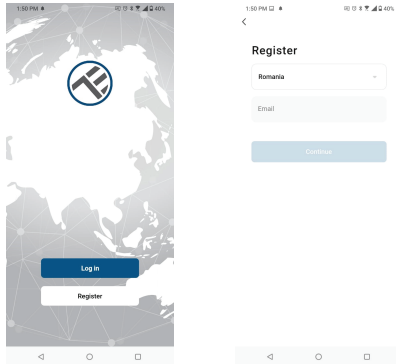 1:50 PM
40%
Log in
Register
1:50 PM
40%
Register
Romania
Email
Continue